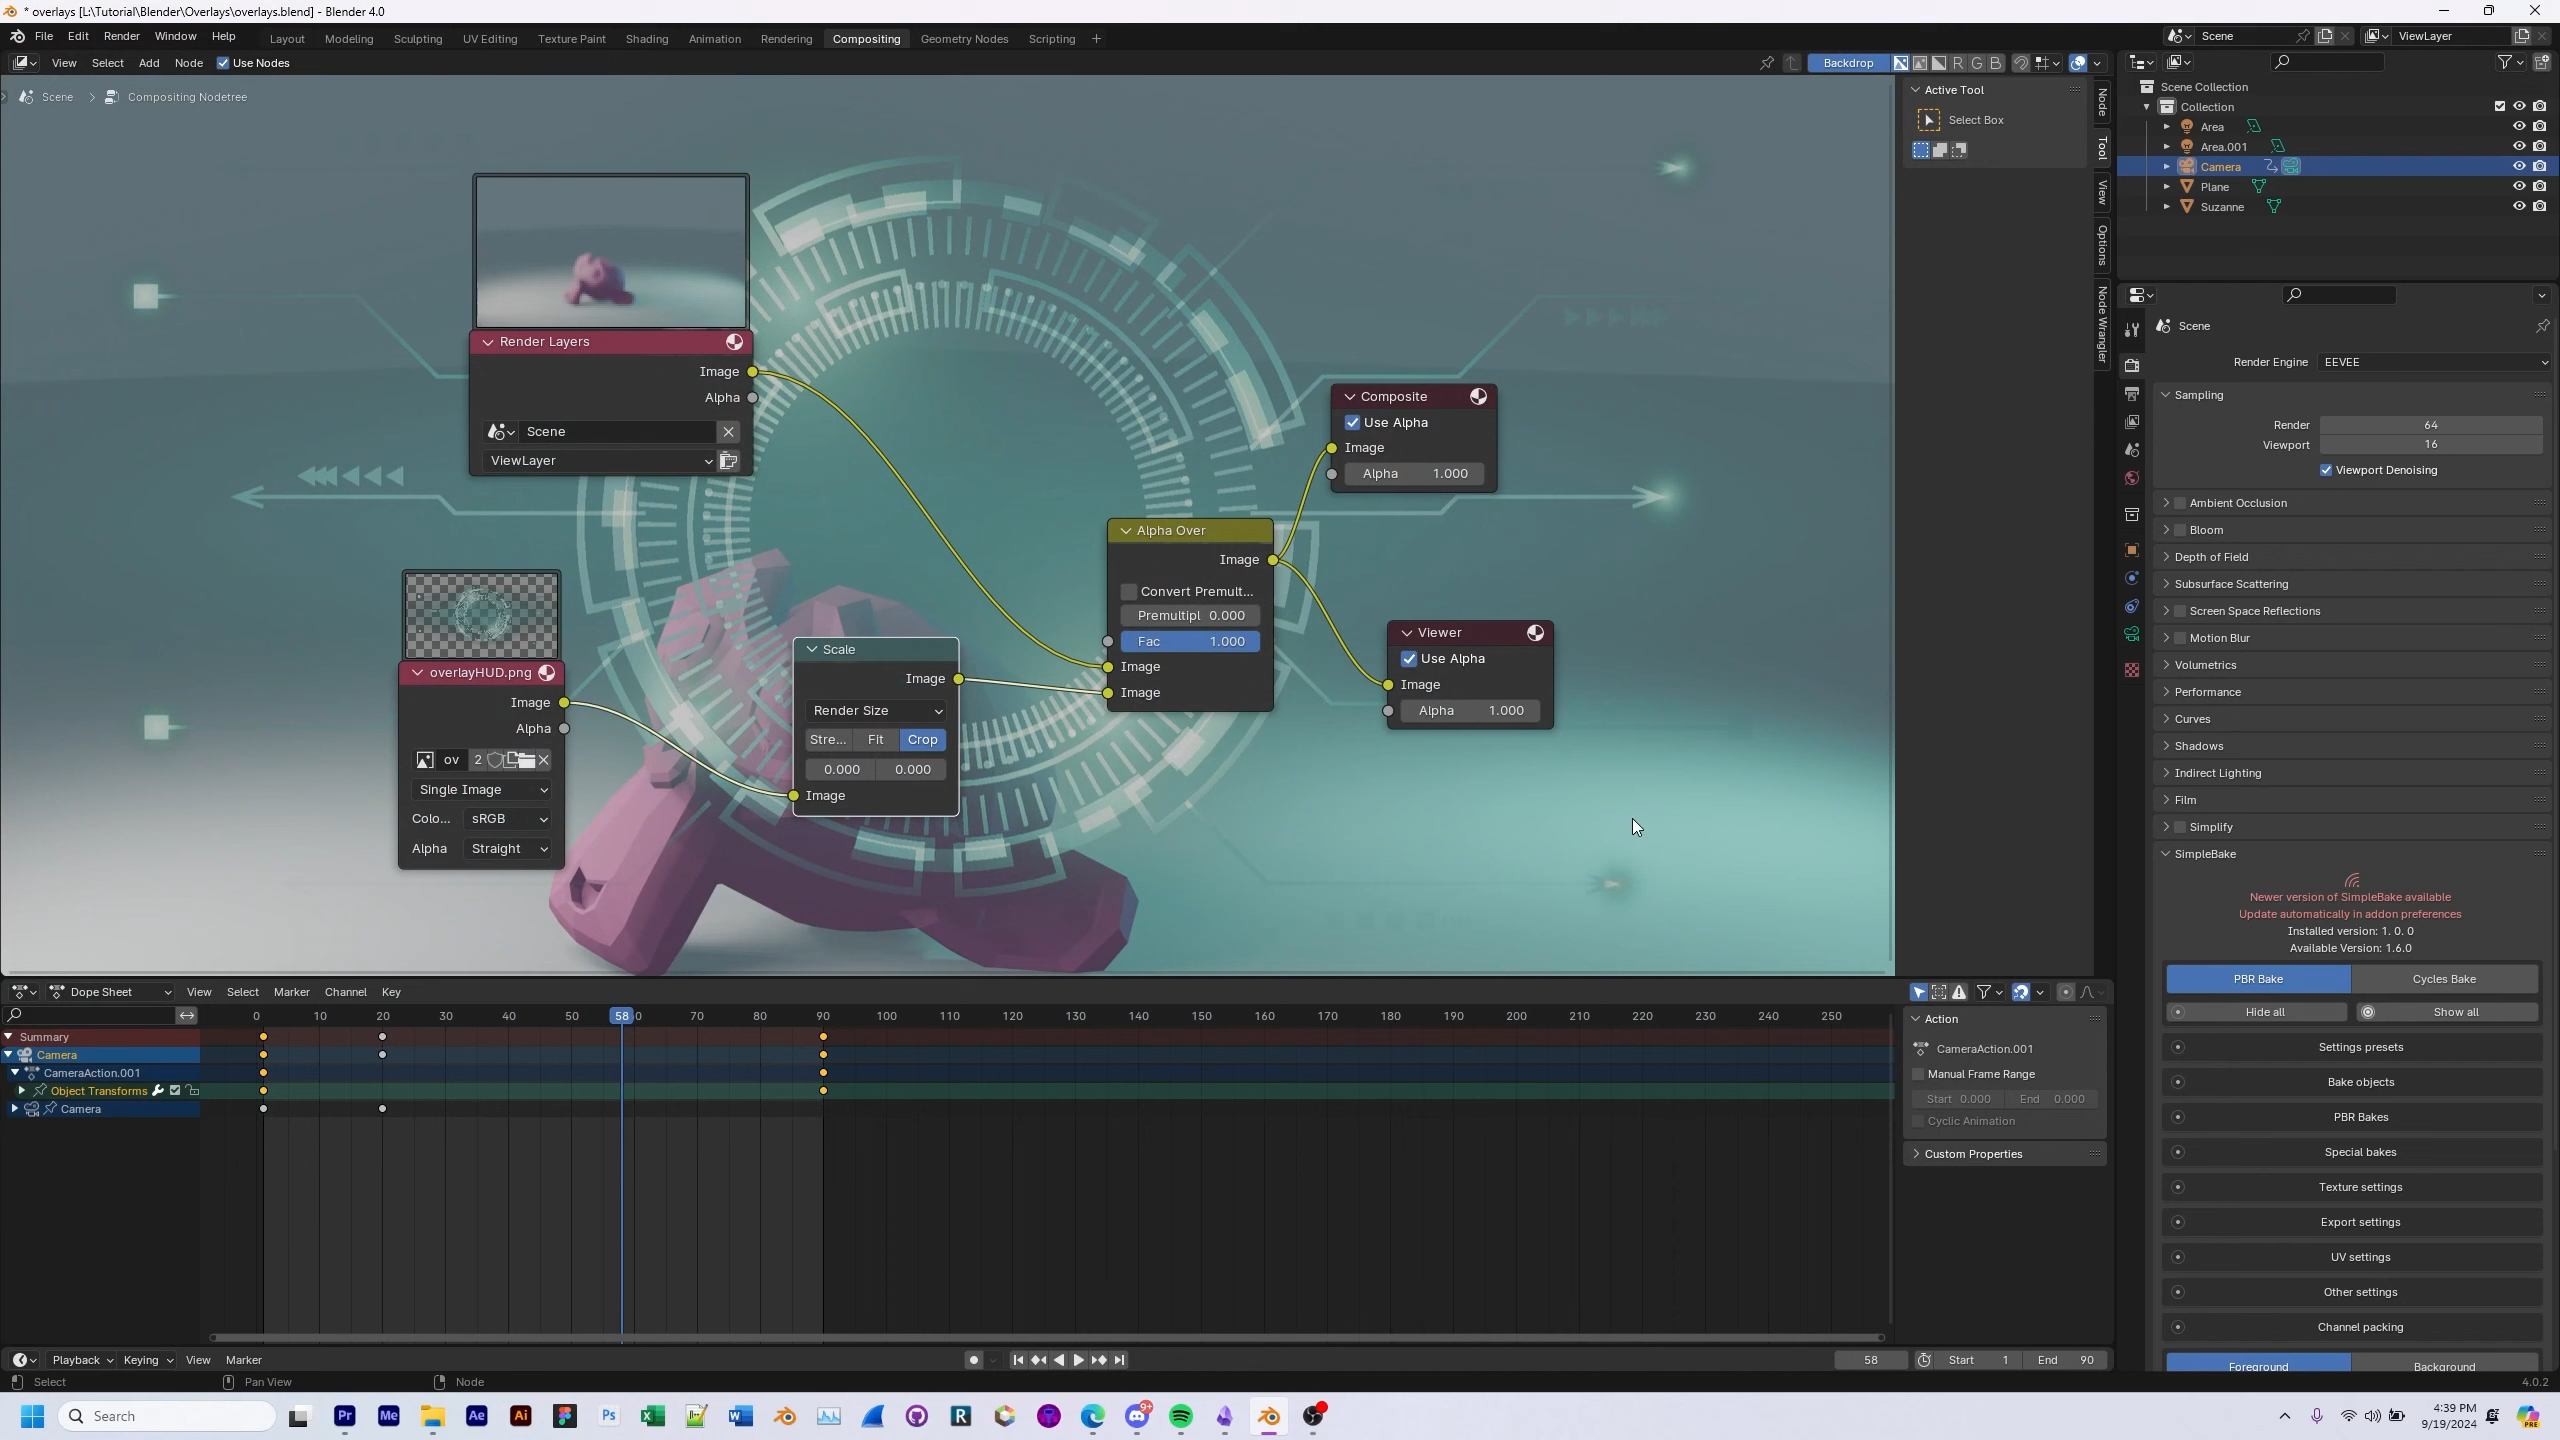 * overlays [L:\Tutorial\Blender\Overlays\overlays.blend] - Blender 4.0
File Edit Render Window Help
Layout Modeling Sculpting UV Editing Texture Paint Shading Animation Rendering Compositing Geometry Nodes Scripting +
Scene ViewLayer
View Select Add Node Use Nodes
Backdrop R G B
Scene > Compositing Nodetree
Active Tool
Select Box
Node
Tool
View
Options
Node Wrangler
Scene Collection
Collection
Area
Area.001
Camera
Plane
Suzanne
Render Layers
Image
Alpha
Scene
ViewLayer
overlayHUD.png
Image
Alpha
ov 2
Single Image
Colo... sRGB
Alpha Straight
Scale
Image
Render Size
Stre... Fit Crop
0.000 0.000
Image
Alpha Over
Image
Convert Premult...
Premultipl 0.000
Fac 1.000
Image
Image
Composite
Use Alpha
Image
Alpha 1.000
Viewer
Use Alpha
Image
Alpha 1.000
Scene
Render Engine EEVEE
Sampling
Render 64
Viewport 16
Viewport Denoising
Ambient Occlusion
Bloom
Depth of Field
Subsurface Scattering
Screen Space Reflections
Motion Blur
Volumetrics
Performance
Curves
Shadows
Indirect Lighting
Film
Simplify
SimpleBake
Newer version of SimpleBake available
Update automatically in addon preferences
Installed version: 1. 0. 0
Available Version: 1.6.0
PBR Bake Cycles Bake
Hide all Show all
Settings presets
Bake objects
PBR Bakes
Special bakes
Texture settings
Export settings
UV settings
Other settings
Channel packing
Foreground Background
Dope Sheet View Select Marker Channel Key
0 10 20 30 40 50 58 60 70 80 90 100 110 120 130 140 150 160 170 180 190 200 210 220 230 240 250
Summary
Camera
CameraAction.001
Object Transforms
Camera
Action
CameraAction.001
Manual Frame Range
Start 0.000 End 0.000
Cyclic Animation
Custom Properties
Playback Keying View Marker
58 Start 1 End 90
Select Pan View Node
4.0.2
Search
Pr Me Ae Ai Ps R
9+
4:39 PM
9/19/2024
PRE